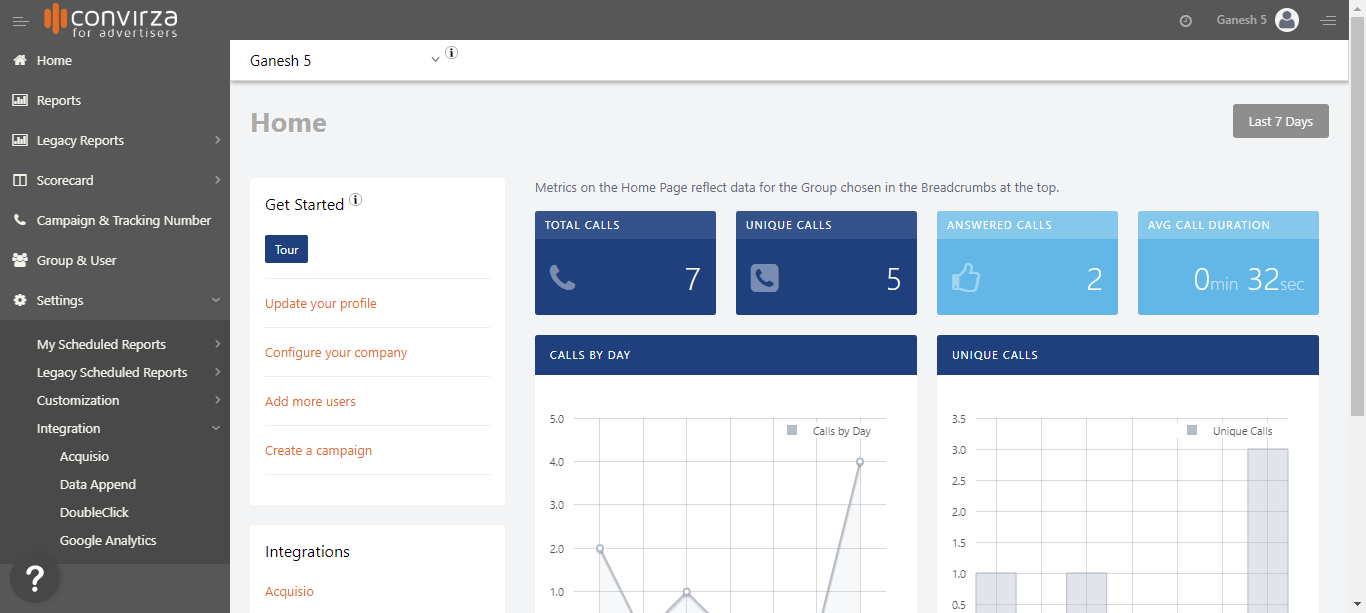 convirza
for advertisers
Ganesh 5
Home
Reports
Legacy Reports
Scorecard
Campaign & Tracking Number
Group & User
Settings
My Scheduled Reports
Legacy Scheduled Reports
Customization
Integration
Acquisio
Data Append
DoubleClick
Google Analytics
?
Ganesh 5
i
Home
Last 7 Days
Get Started i
Tour
Update your profile
Configure your company
Add more users
Create a campaign
Integrations
Acquisio
Metrics on the Home Page reflect data for the Group chosen in the Breadcrumbs at the top.
TOTAL CALLS
7
UNIQUE CALLS
5
ANSWERED CALLS
2
AVG CALL DURATION
0min 32sec
CALLS BY DAY
5.0
4.0
3.0
2.0
1.0
Calls by Day
UNIQUE CALLS
3.5
3.0
2.5
2.0
1.5
1.0
0.5
Unique Calls